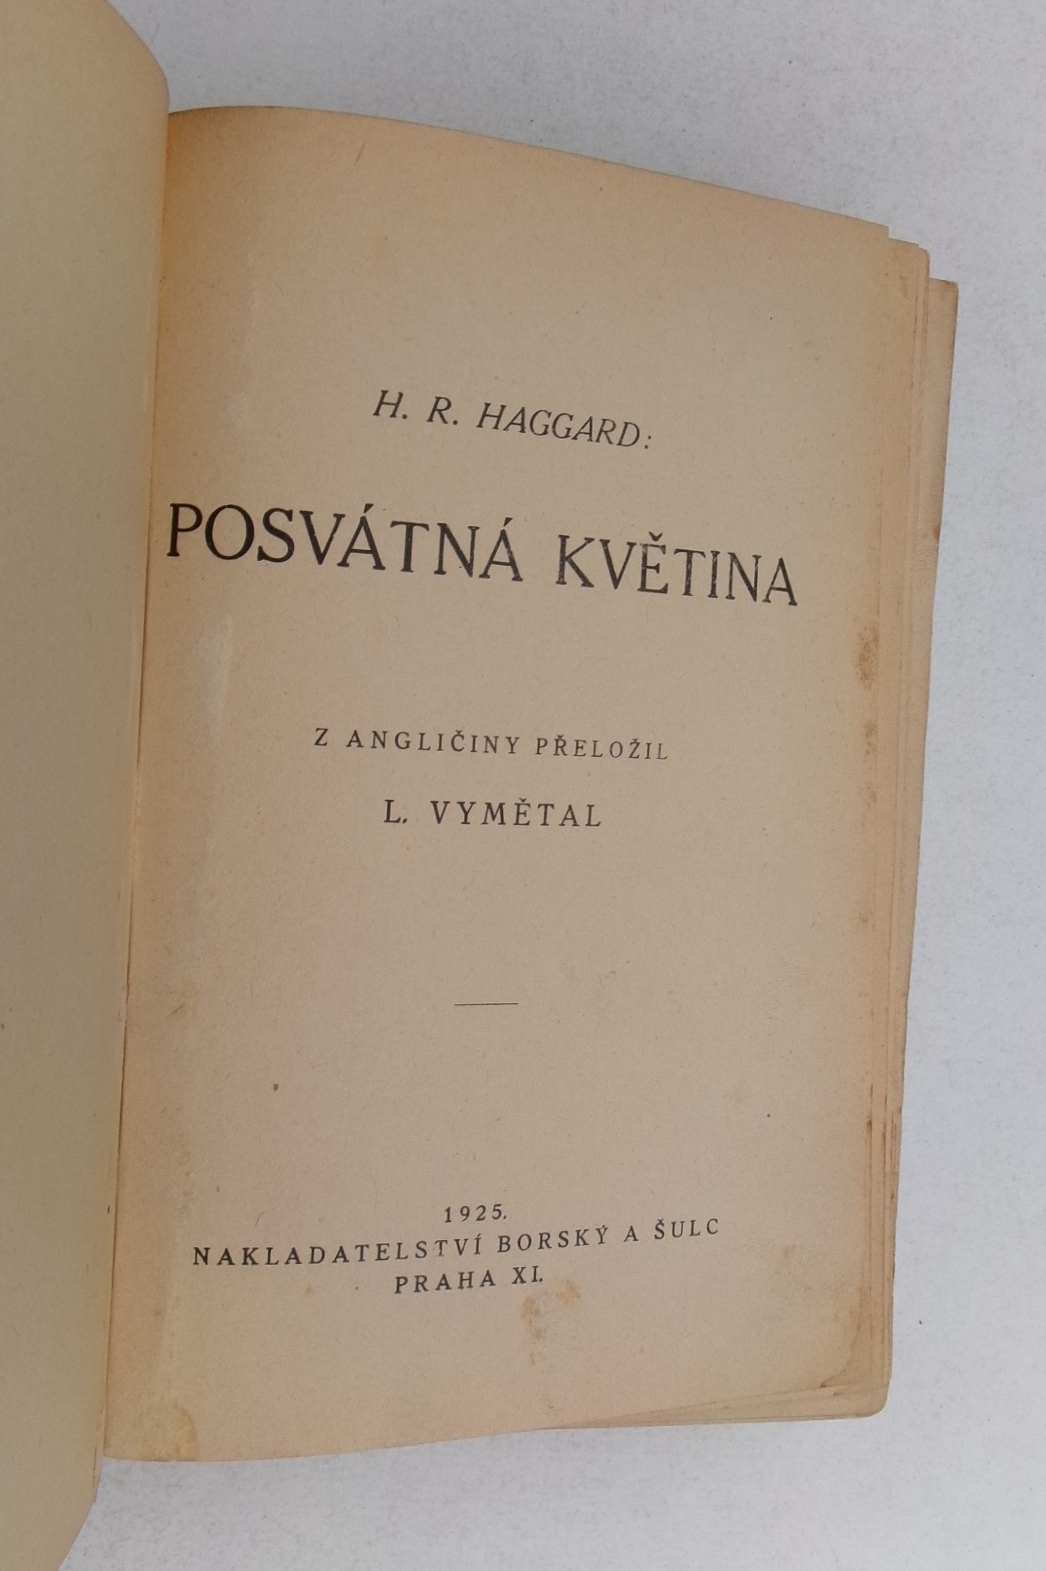 H. R. HAGGARD:
POSVÁTNÁ KVĚTINA
Z ANGLIČINY PŘELOŽIL
L. VYMĚTAL
1925.
NAKLADATELSTVÍ BORSKÝ A ŠULC
PRAHA XI.